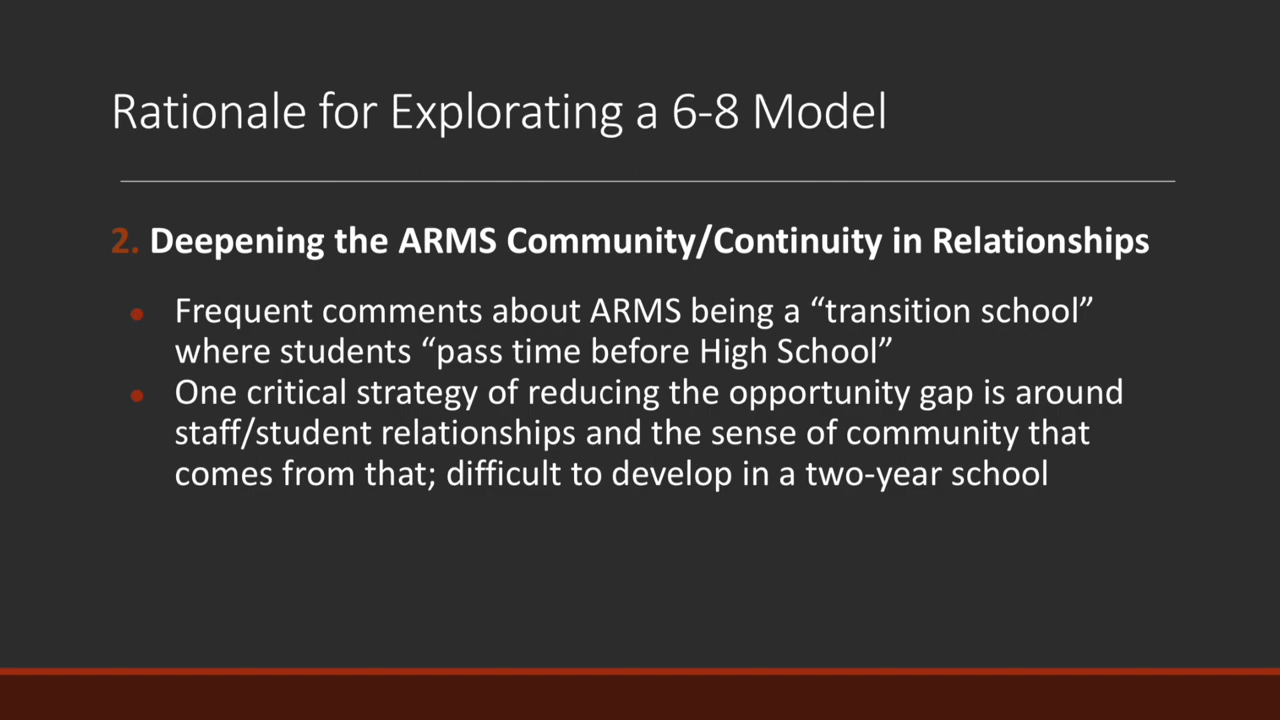 Rationale for Explorating a 6-8 Model
2. Deepening the ARMS Community/Continuity in Relationships
● Frequent comments about ARMS being a “transition school”
where students “pass time before High School”
● One critical strategy of reducing the opportunity gap is around
staff/student relationships and the sense of community that
comes from that; difficult to develop in a two-year school